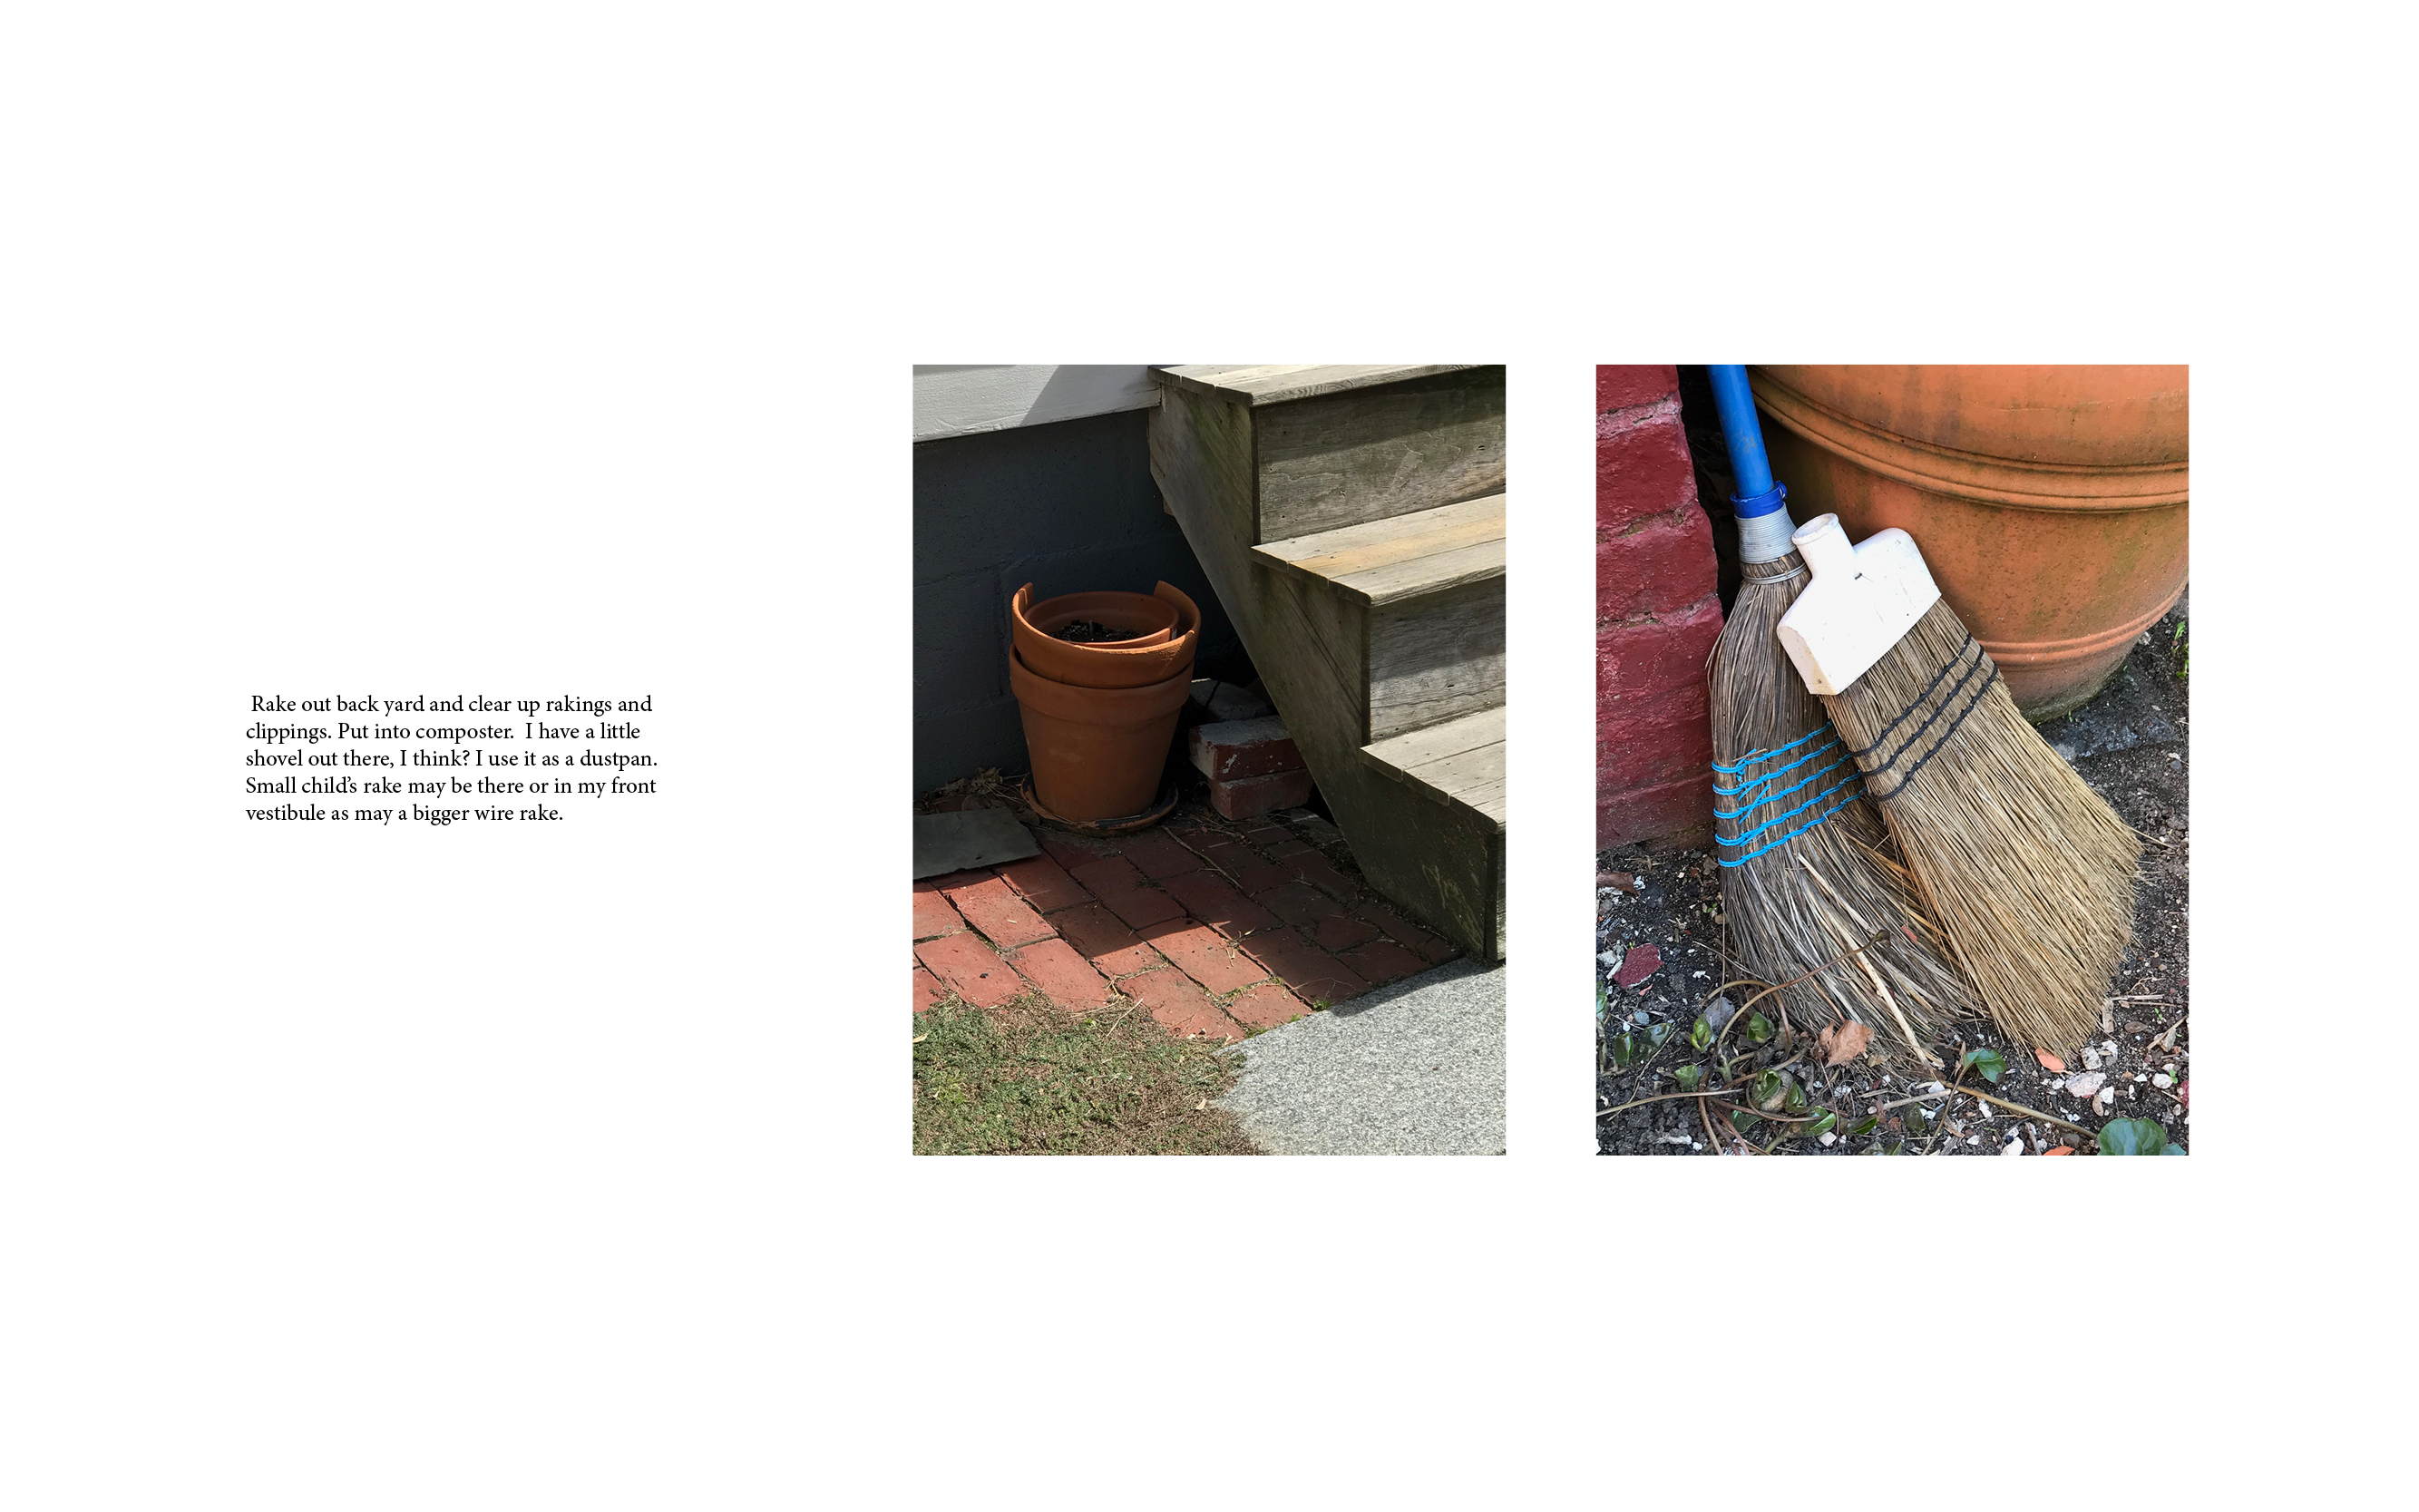 Rake out back yard and clear up rakings and
clippings. Put into composter.  I have a little
shovel out there, I think? I use it as a dustpan.
Small child's rake may be there or in my front
vestibule as may a bigger wire rake.